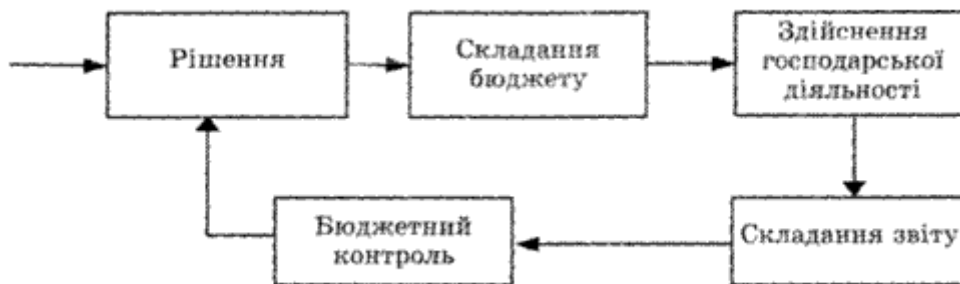 Рішення
Складання
бюджету
Здійснення
господарської
діяльності
Бюджетний
контроль
Складання звіту